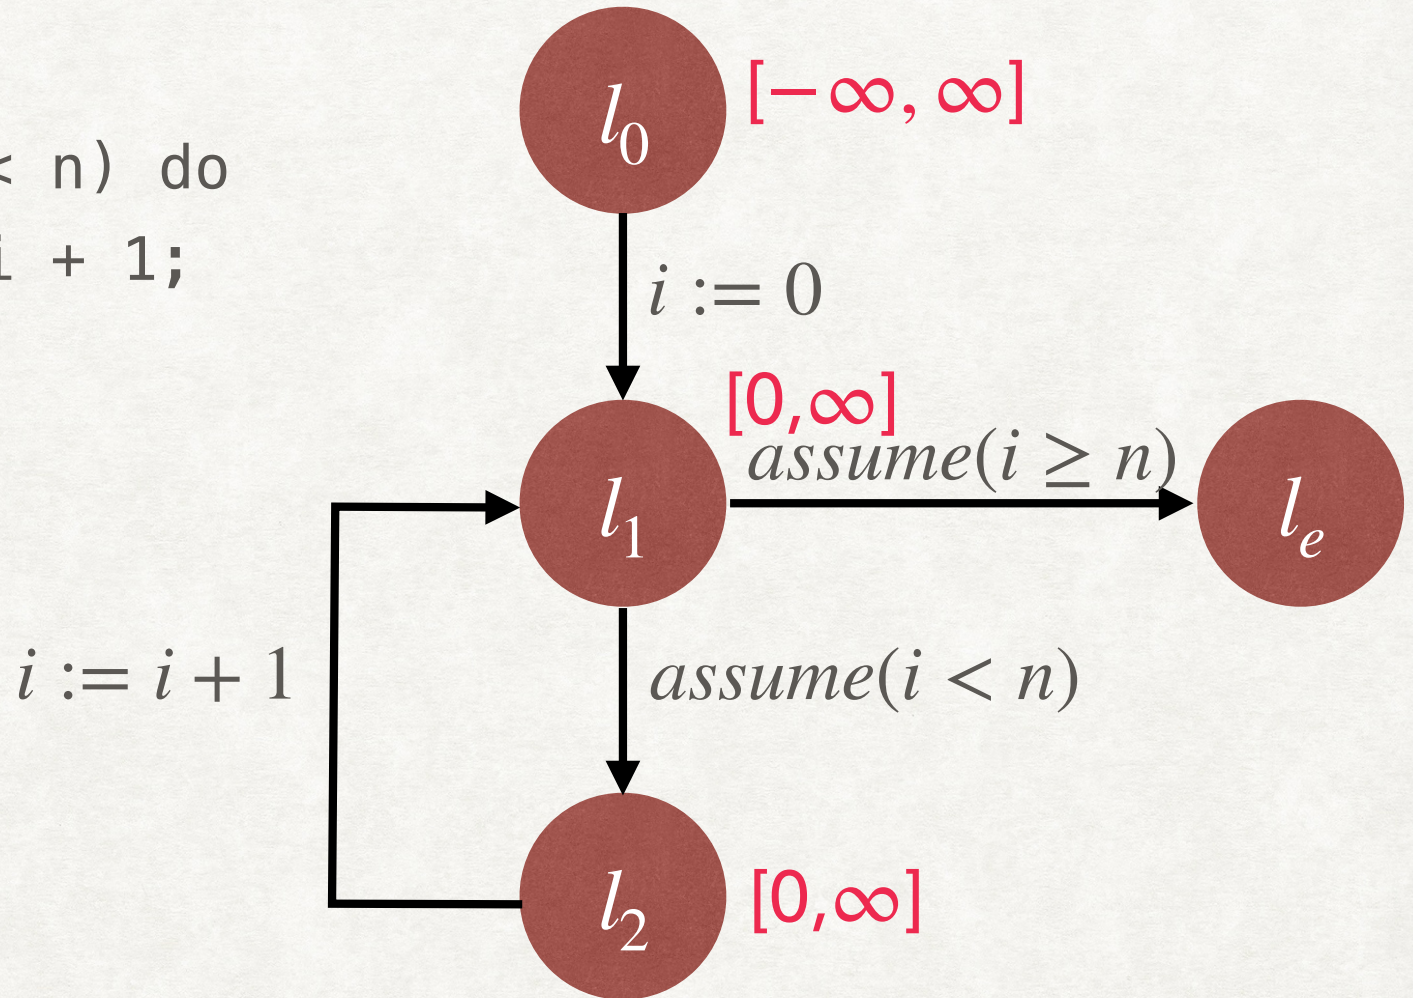 l₀ [−∞, ∞]
< n) do
i + 1;
i := 0
[0,∞]
assume(i ≥ n)
l₁
lₑ
i := i + 1
assume(i < n)
l₂ [0,∞]